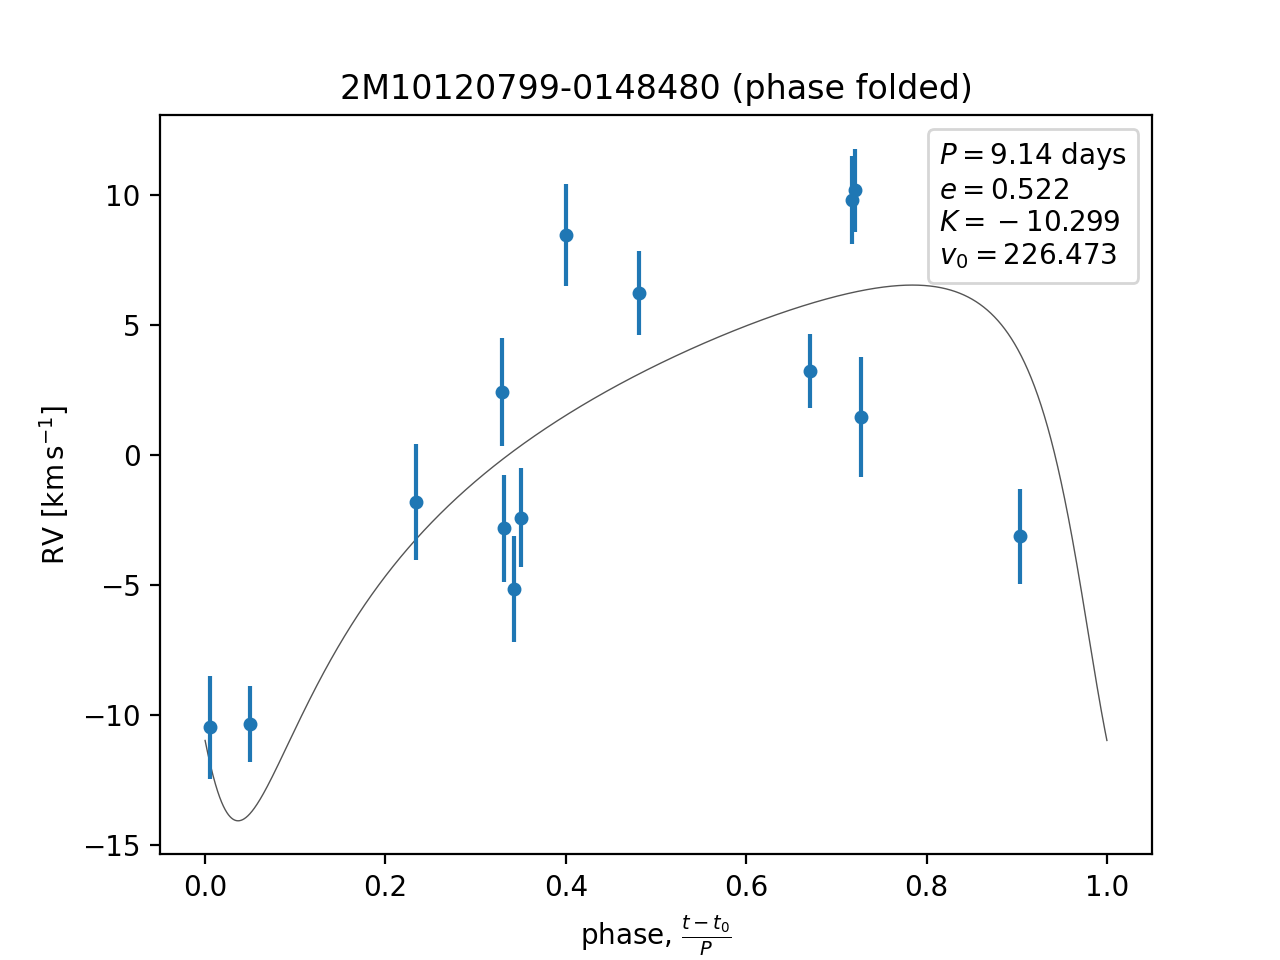 2M10120799-0148480 (phase folded)
P = 9.14 days
e = 0.522
K = − 10.299
v₀ = 226.473
10
5
0
−5
−10
−15
RV [km s⁻¹]
0.0 0.2 0.4 0.6 0.8 1.0
phase, (t − t₀)/P